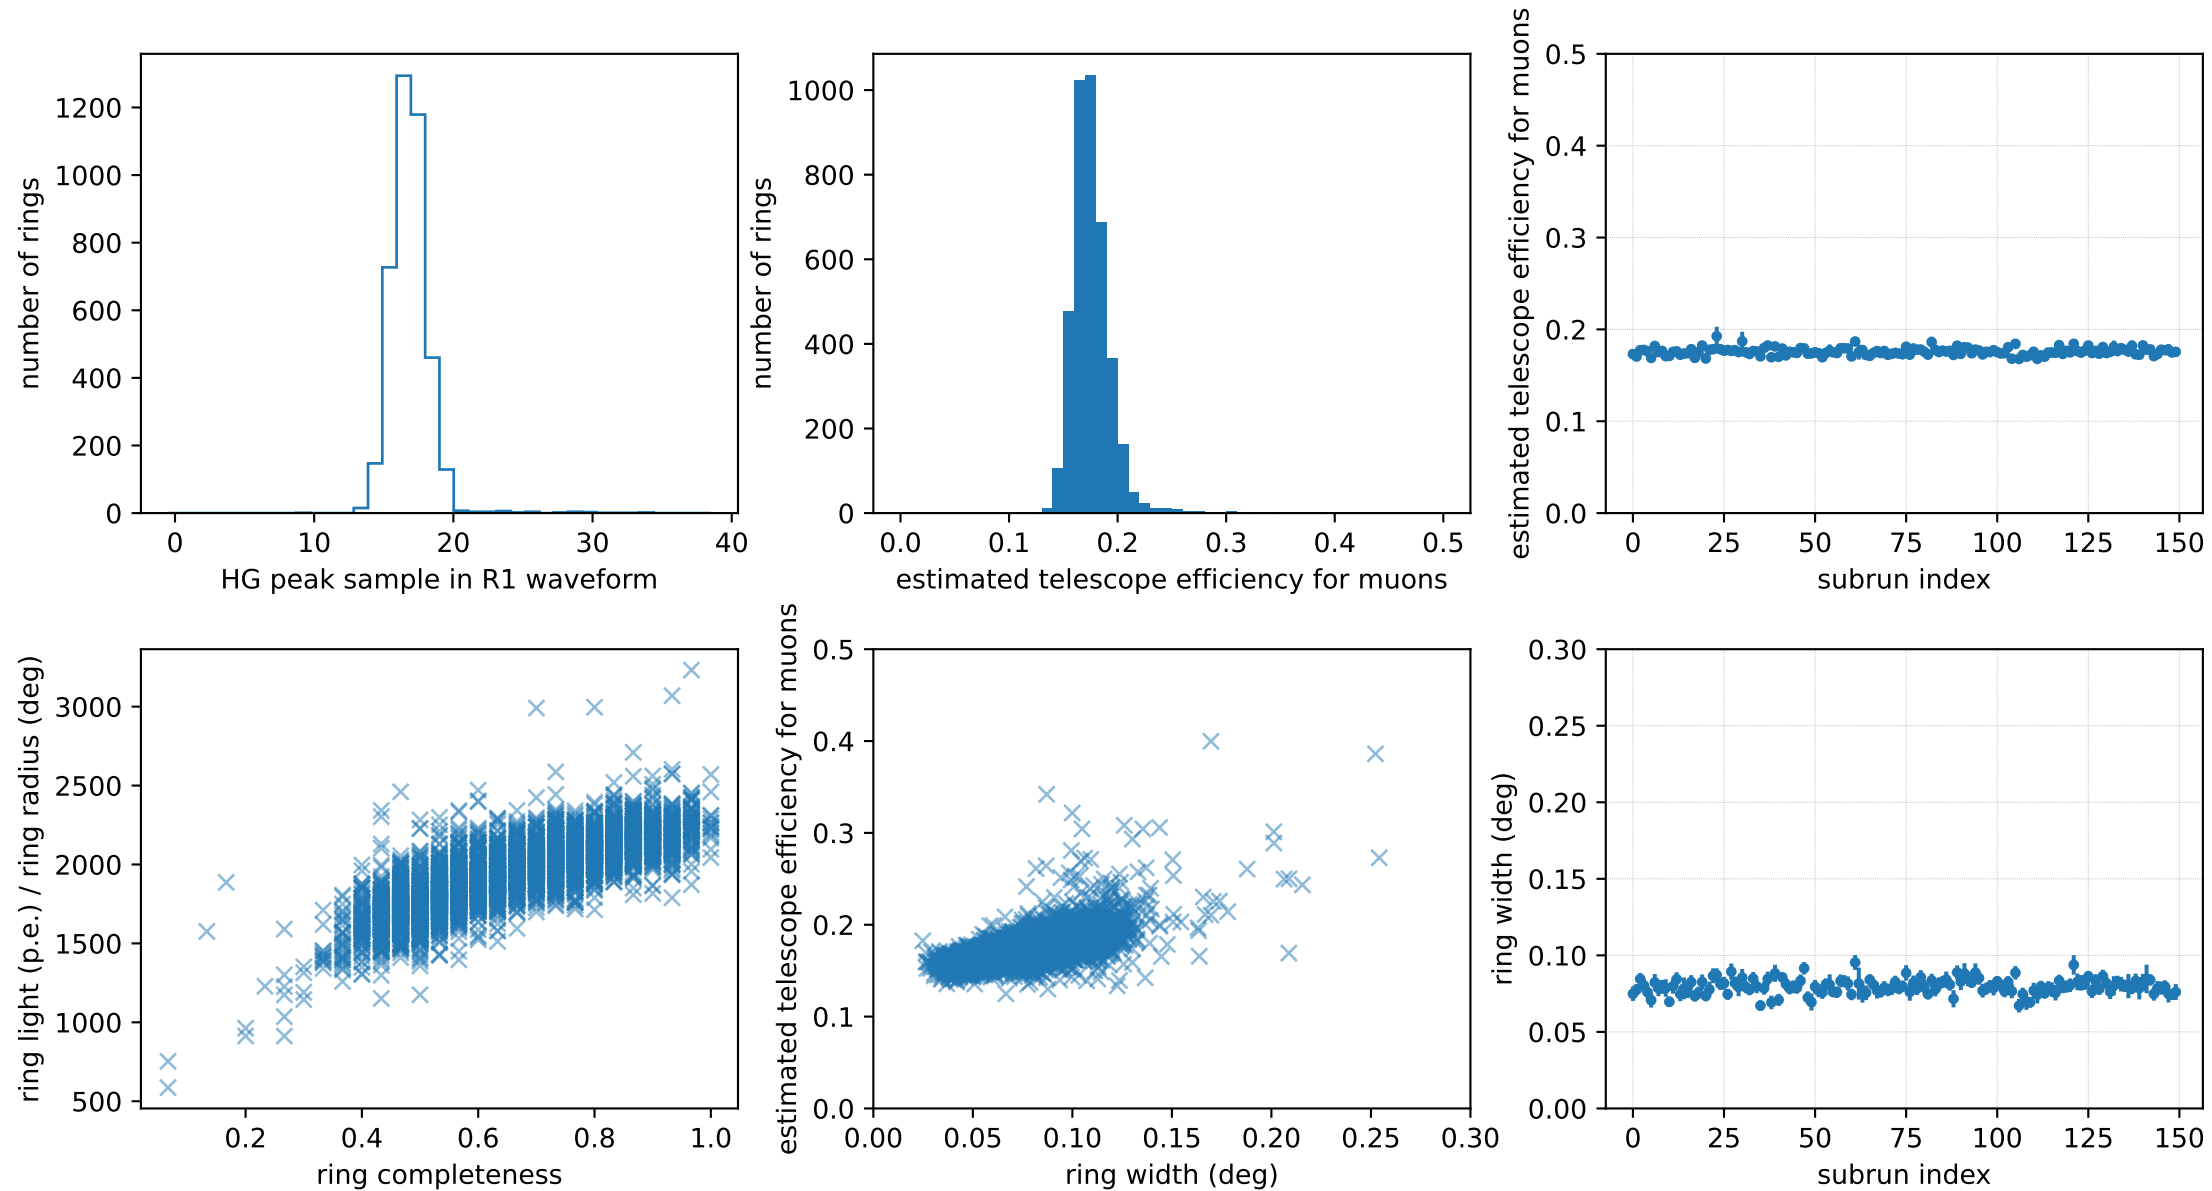 number of rings
1200
1000
800
600
400
200
0
0 10 20 30 40
HG peak sample in R1 waveform
number of rings
1000
800
600
400
200
0
0.0 0.1 0.2 0.3 0.4 0.5
estimated telescope efficiency for muons
estimated telescope efficiency for muons
0.5
0.4
0.3
0.2
0.1
0.0
0 25 50 75 100 125 150
subrun index
ring light (p.e.) / ring radius (deg)
3000
2500
2000
1500
1000
500
0.2 0.4 0.6 0.8 1.0
ring completeness
estimated telescope efficiency for muons
0.5
0.4
0.3
0.2
0.1
0.0
0.00 0.05 0.10 0.15 0.20 0.25 0.30
ring width (deg)
ring width (deg)
0.30
0.25
0.20
0.15
0.10
0.05
0.00
0 25 50 75 100 125 150
subrun index